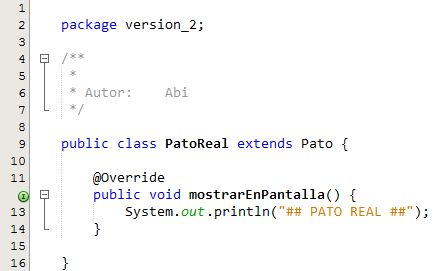 1
2 package version_2;
3
4 /**
5 *
6 * Autor: Abi
7 */
8
9 public class PatoReal extends Pato {
10
11 @Override
public void mostrarEnPantalla() {
13 System.out.println("## PATO REAL ##");
14 }
15
16 }